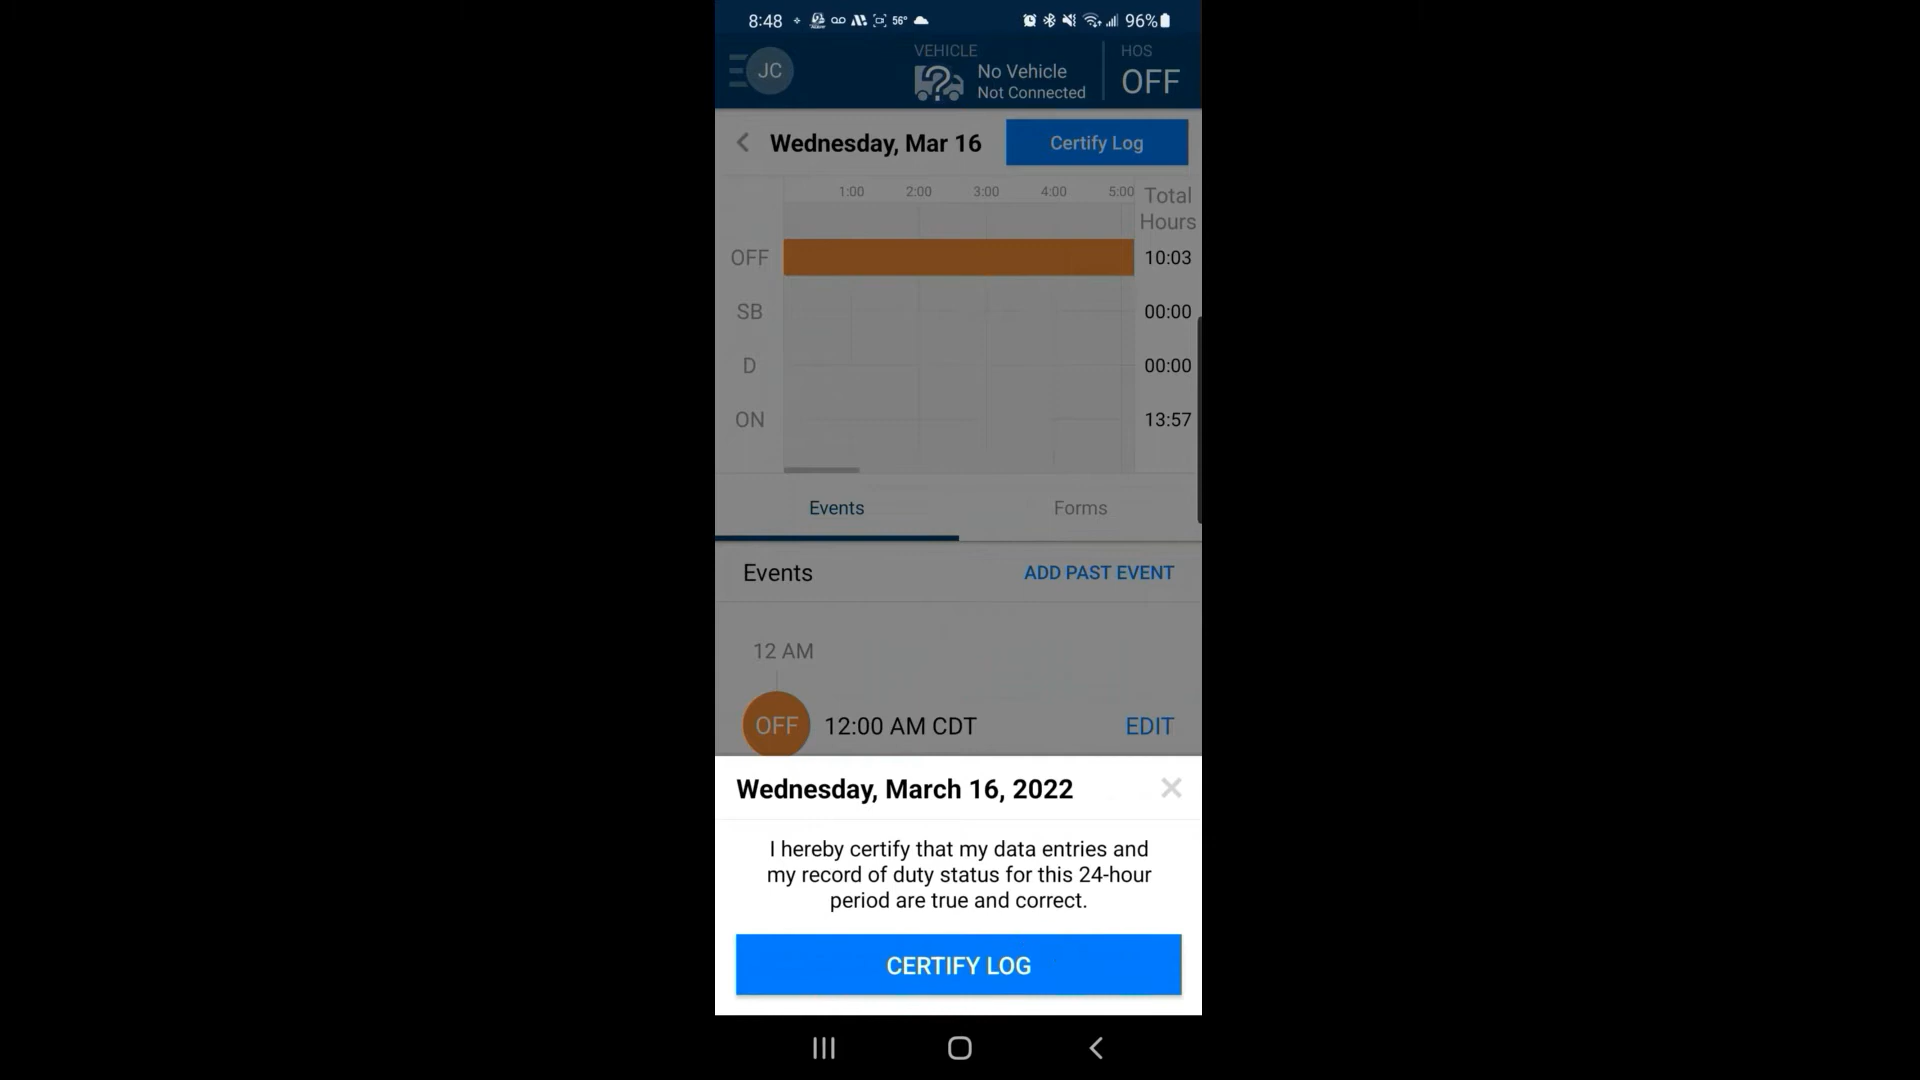 8:48 56° 96%
VEHICLE HOS
JC No Vehicle OFF
Not Connected
Wednesday, Mar 16 Certify Log
1:00 2:00 3:00 4:00 5:00 Total
Hours
OFF 10:03
SB 00:00
D 00:00
ON 13:57
Events Forms
Events ADD PAST EVENT
12 AM
OFF 12:00 AM CDT EDIT
Wednesday, March 16, 2022
I hereby certify that my data entries and
my record of duty status for this 24-hour
period are true and correct.
CERTIFY LOG